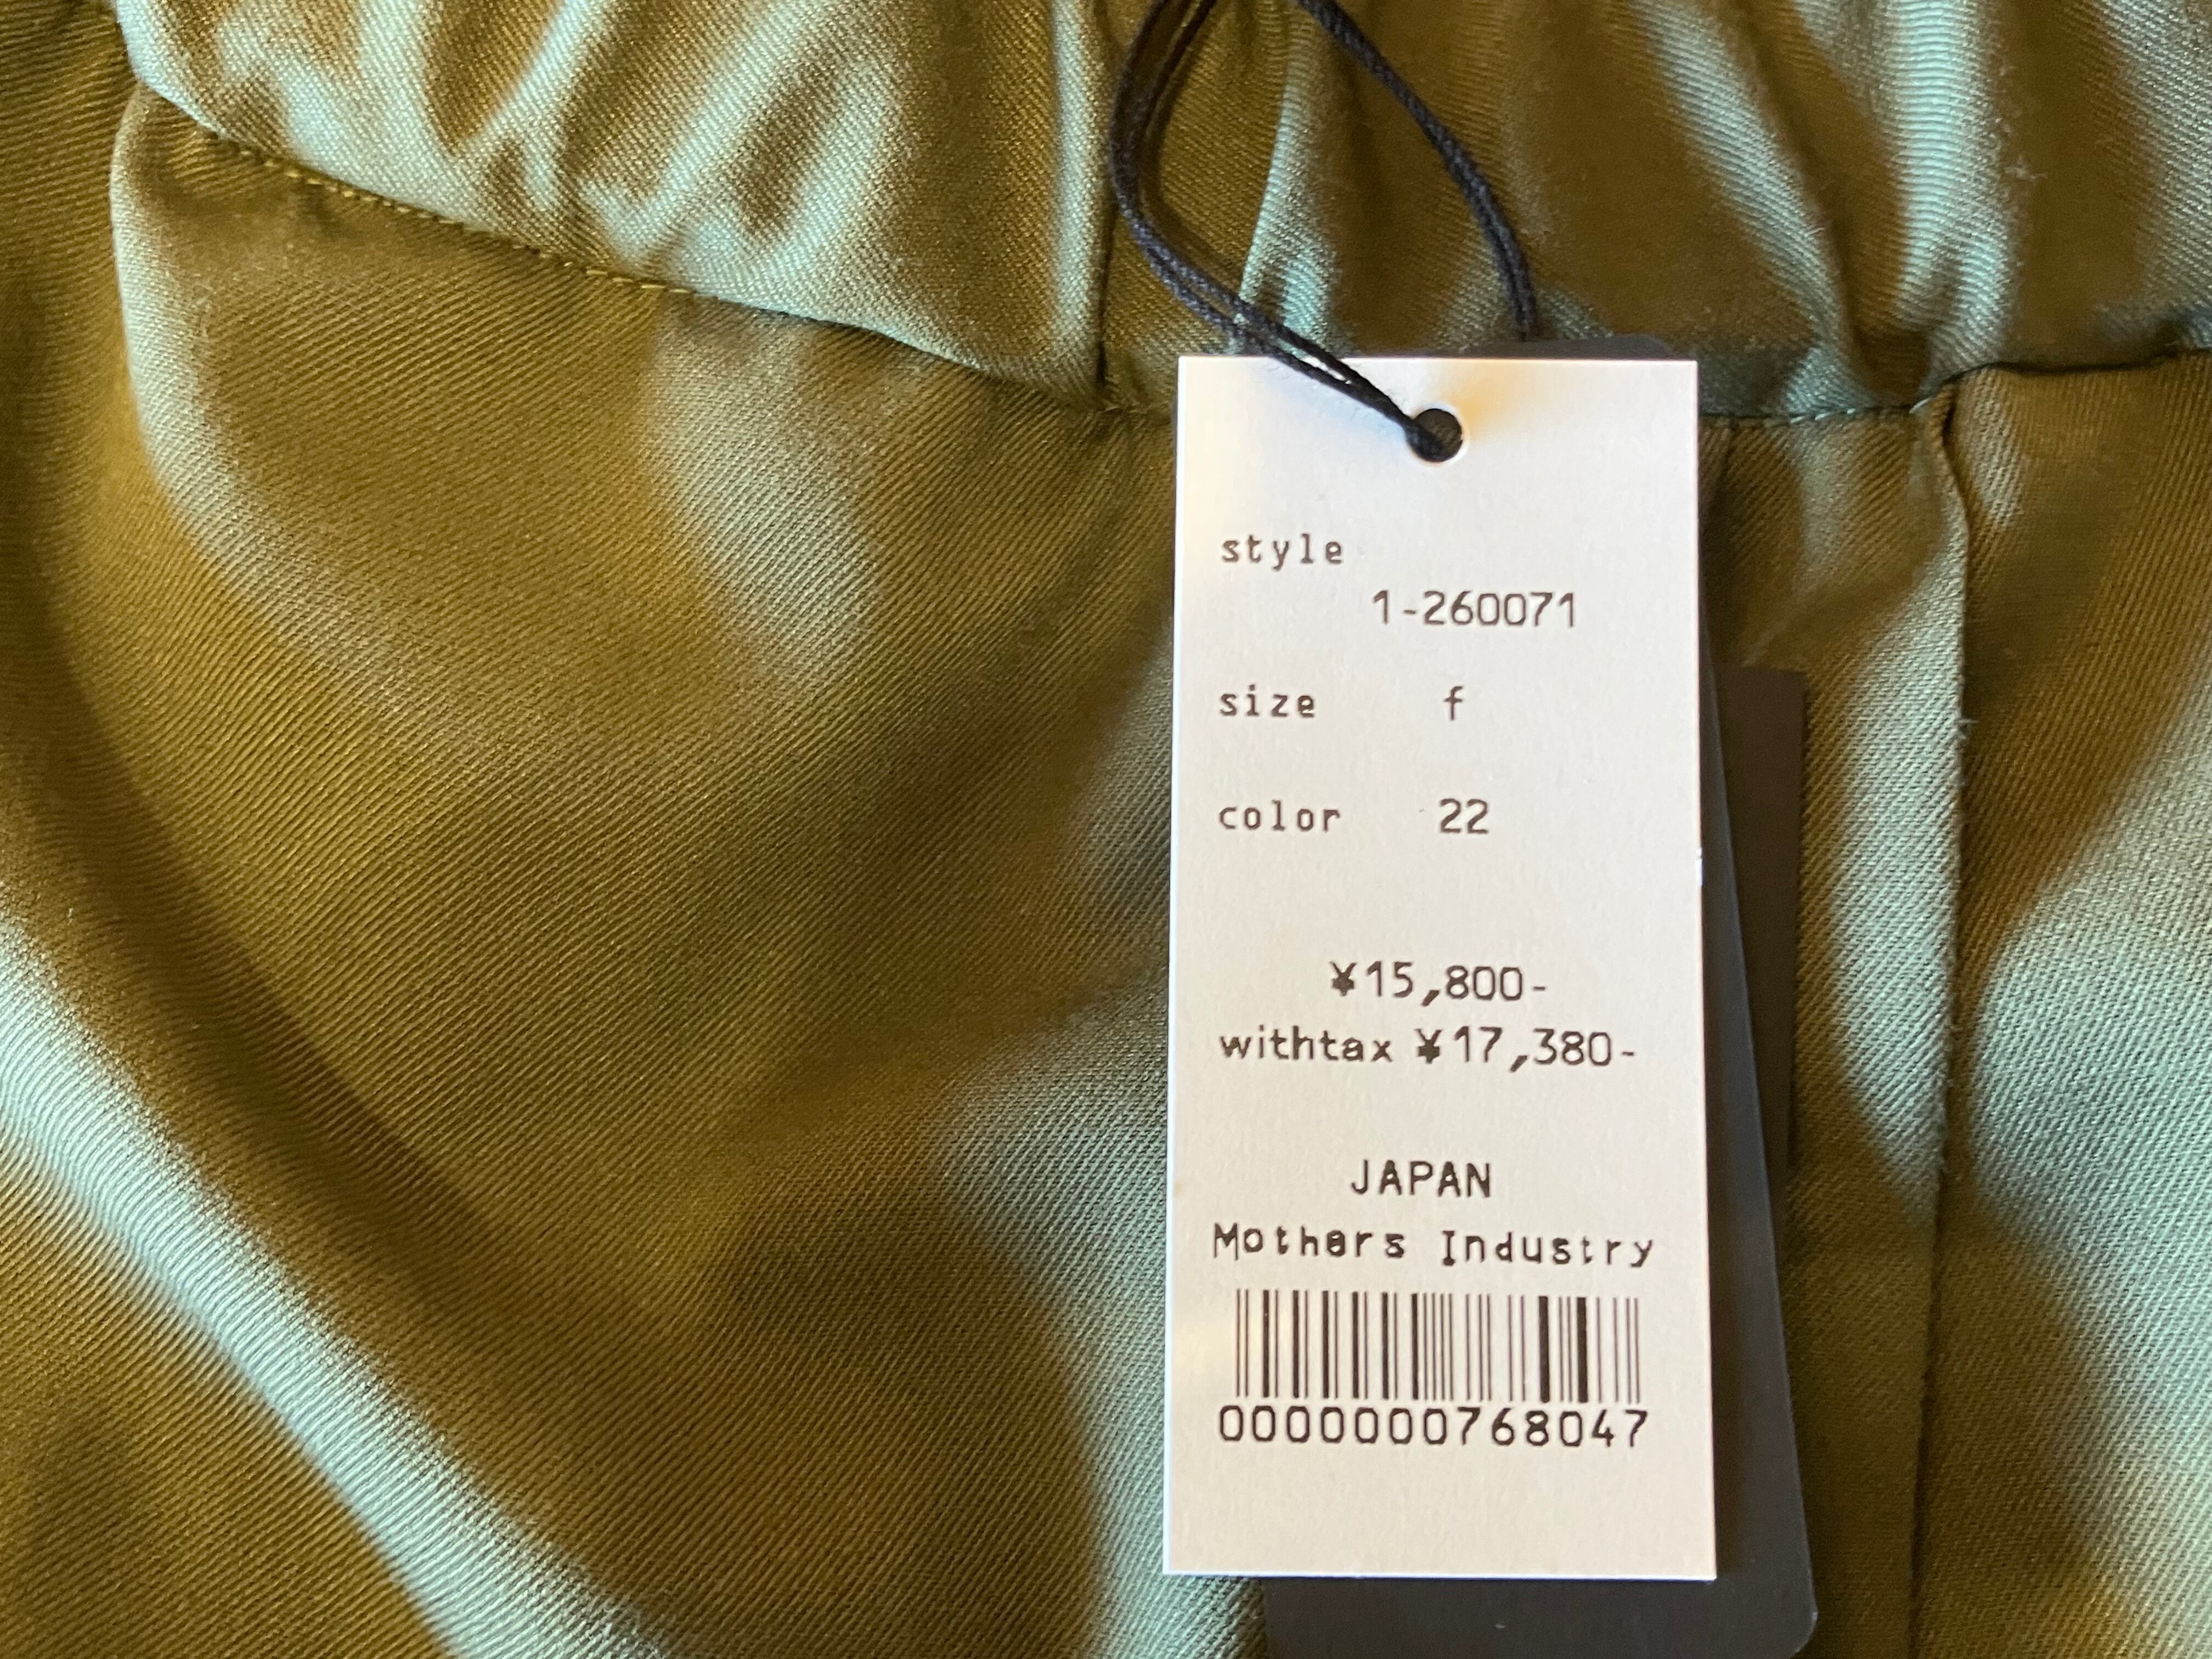 style
1-260071
size f
color 22
¥15,800-
withtax ¥17,380-
JAPAN
Mothers Industry
0000000768047